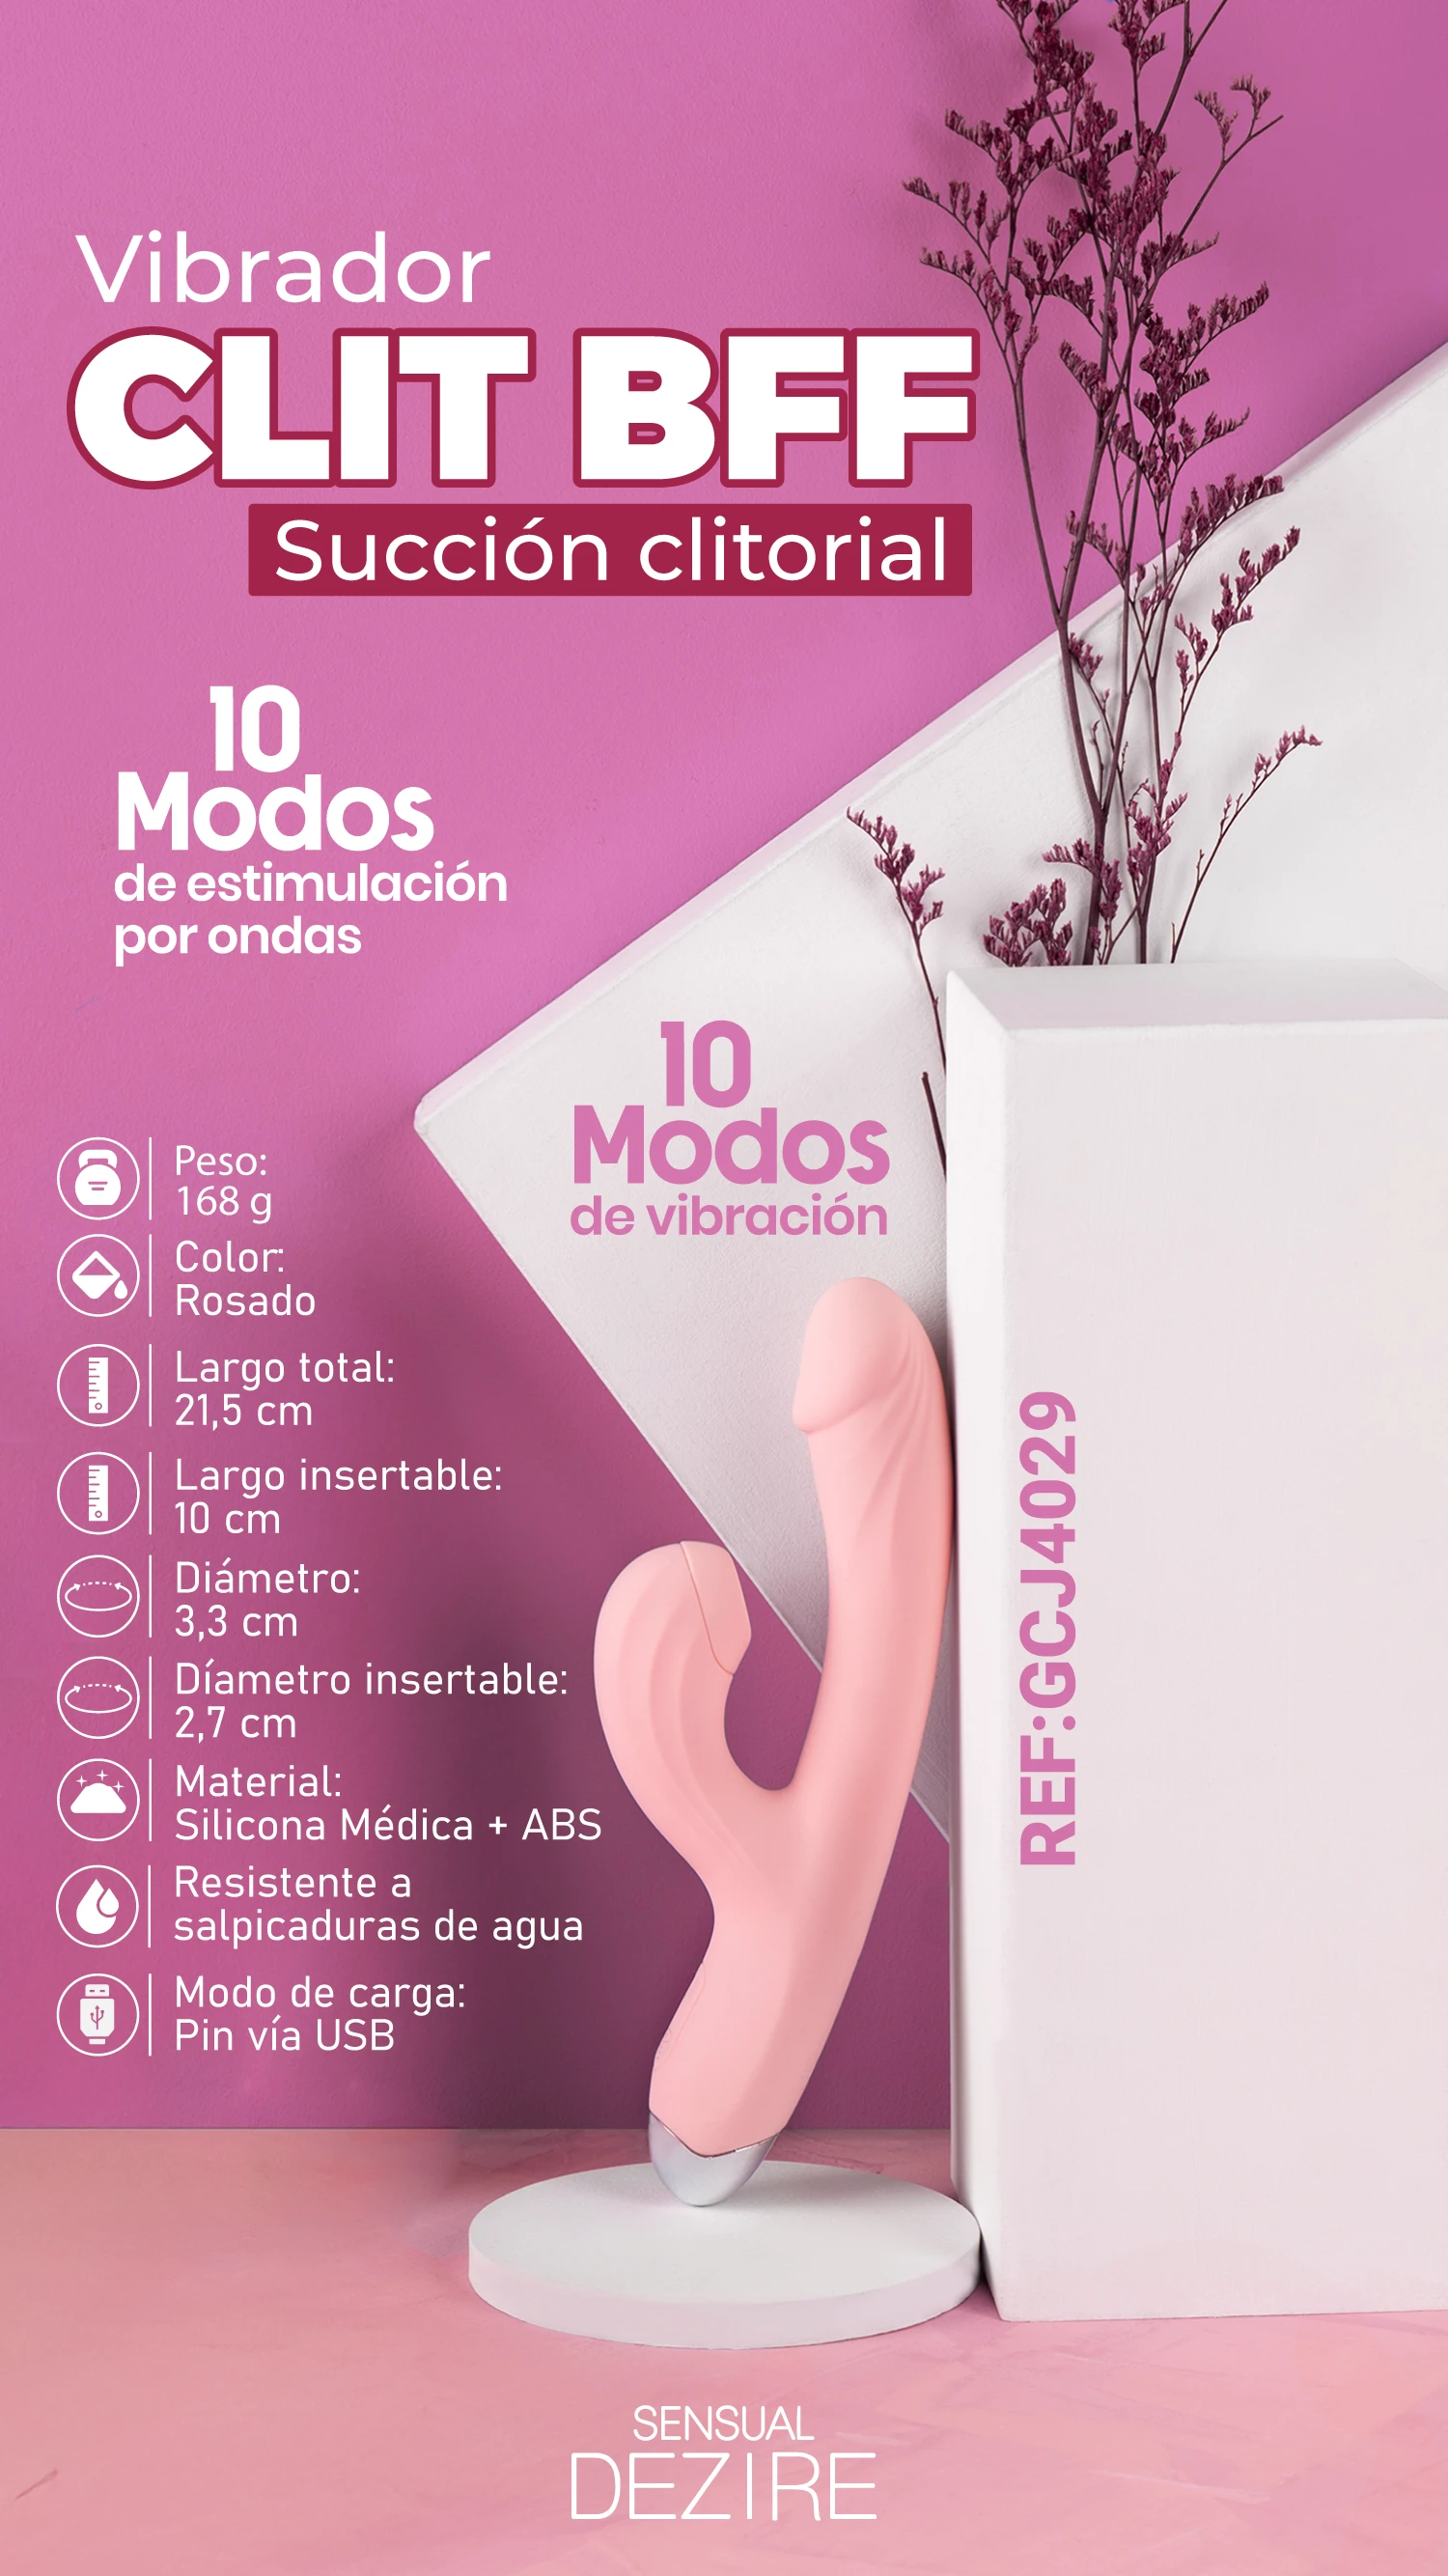 Vibrador
CLIT BFF
Succión clitorial
10
Modos
de estimulación
por ondas
10
Modos
de vibración
Peso:
168 g
Color:
Rosado
Largo total:
21,5 cm
Largo insertable:
10 cm
Diámetro:
3,3 cm
Díametro insertable:
2,7 cm
Material:
Silicona Médica + ABS
Resistente a
salpicaduras de agua
Modo de carga:
Pin vía USB
REF:GCJ4029
SENSUAL
DEZIRE